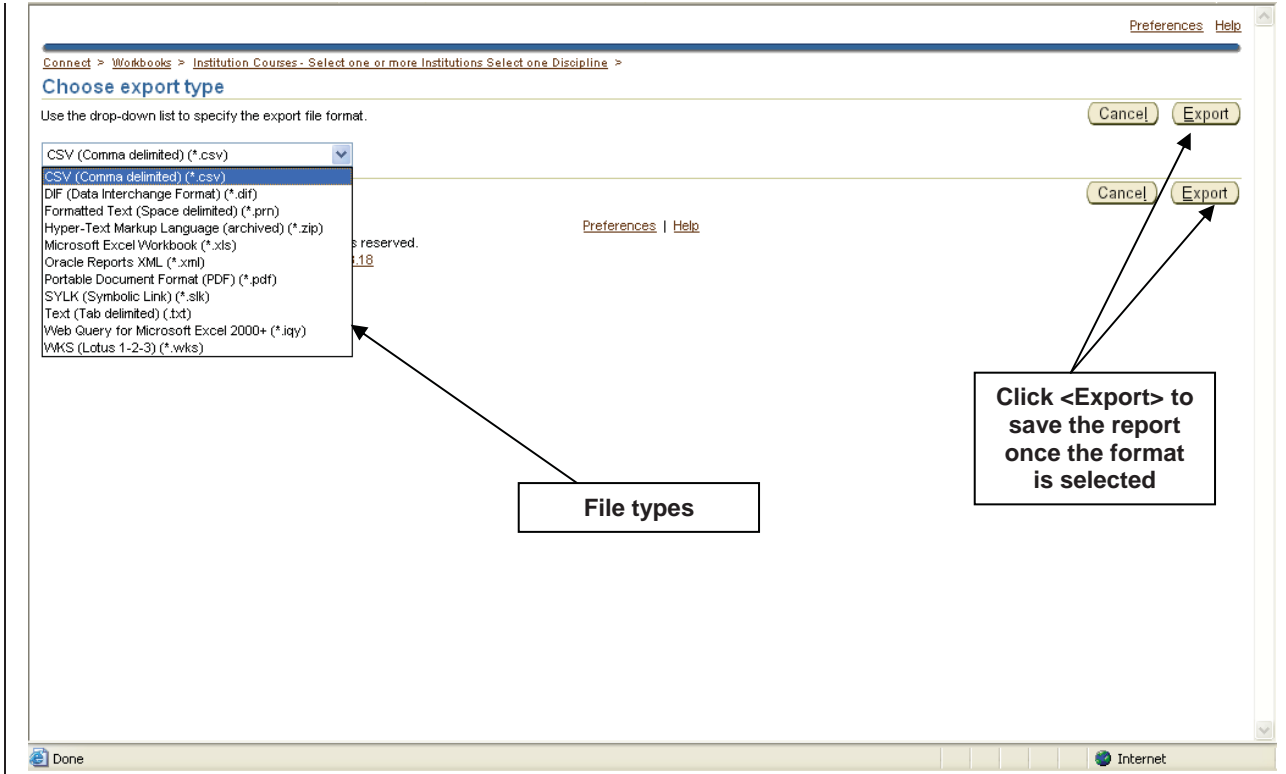 Preferences Help
Connect > Workbooks > Institution Courses - Select one or more Institutions Select one Discipline >
Choose export type
Use the drop-down list to specify the export file format.
Cancel Export
CSV (Comma delimited) (*.csv)
CSV (Comma delimited) (*.csv)
DIF (Data Interchange Format) (*.dif)
Formatted Text (Space delimited) (*.prn)
Hyper-Text Markup Language (archived) (*.zip)
Microsoft Excel Workbook (*.xls)
Oracle Reports XML (*.xml)
Portable Document Format (PDF) (*.pdf)
SYLK (Symbolic Link) (*.slk)
Text (Tab delimited) (.txt)
Web Query for Microsoft Excel 2000+ (*.iqy)
WKS (Lotus 1-2-3) (*.wks)
Cancel Export
Preferences | Help
s reserved.
.18
Click <Export> to
save the report
once the format
is selected
File types
Done
Internet